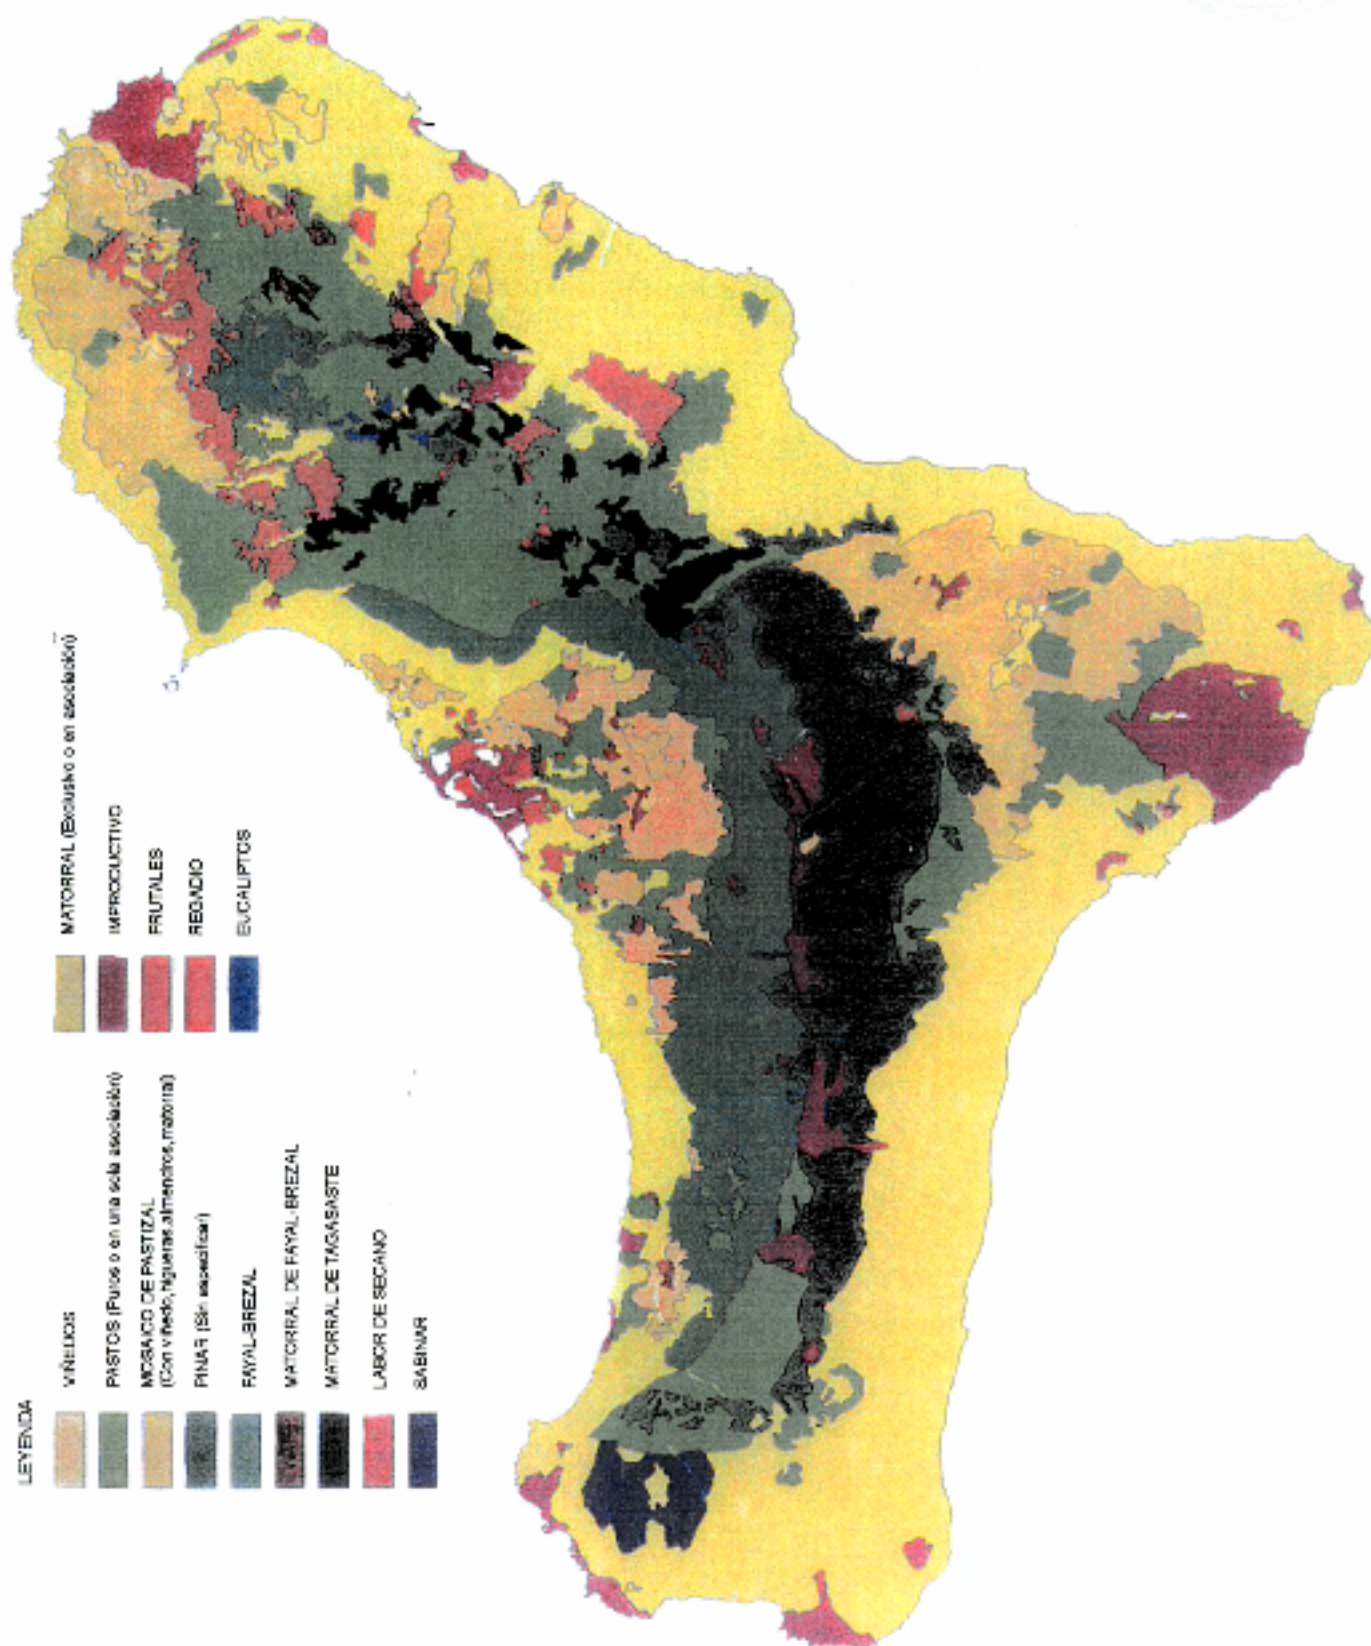 LEYENDA
VIÑEDOS
PASTOS (Puros o en una sola asociación)
MOSAICO DE PASTIZAL
(Con viñedo, higueras, almendros, matorral)
PINAR (Sin especificar)
FAYAL-BREZAL
MATORRAL DE FAYAL-BREZAL
MATORRAL DE TAGASASTE
LABOR DE SECANO
SABINAR
MATORRAL (Exclusivo o en asociación)
IMPRODUCTIVO
FRUTALES
REGADIO
EUCALIPTOS